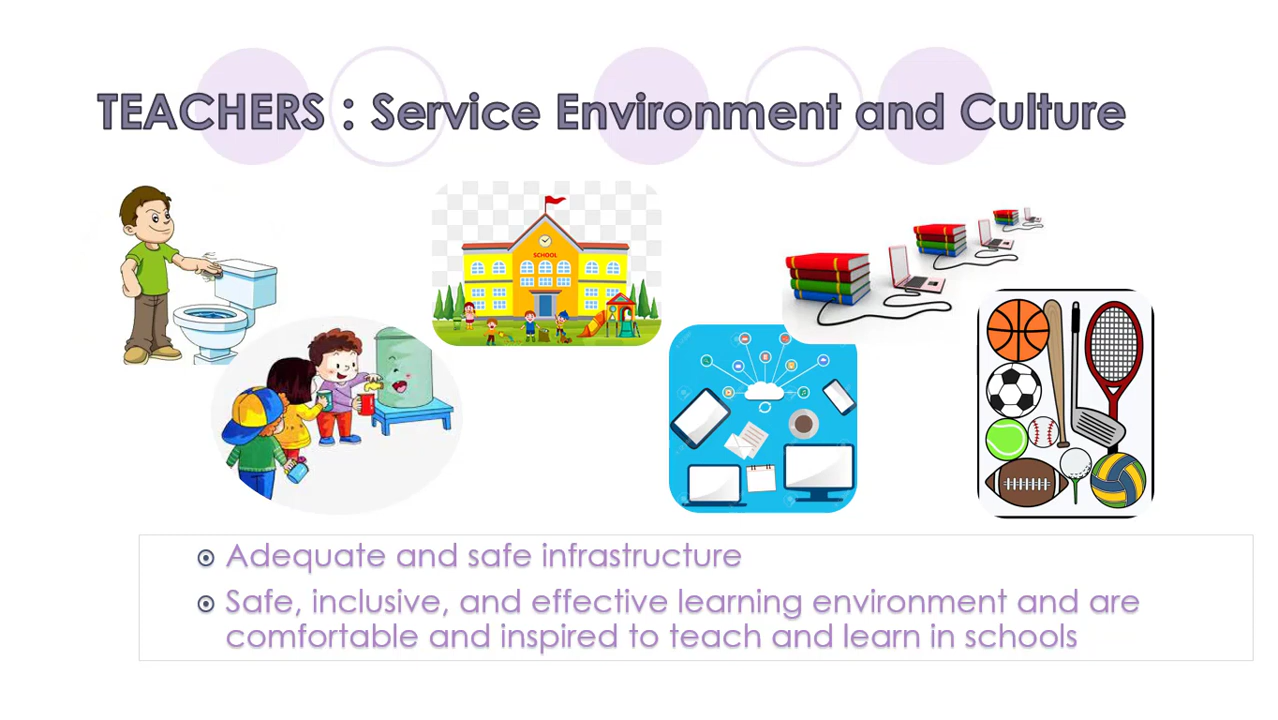 TEACHERS : Service Environment and Culture
SCHOOL
Adequate and safe infrastructure
Safe, inclusive, and effective learning environment and are
comfortable and inspired to teach and learn in schools